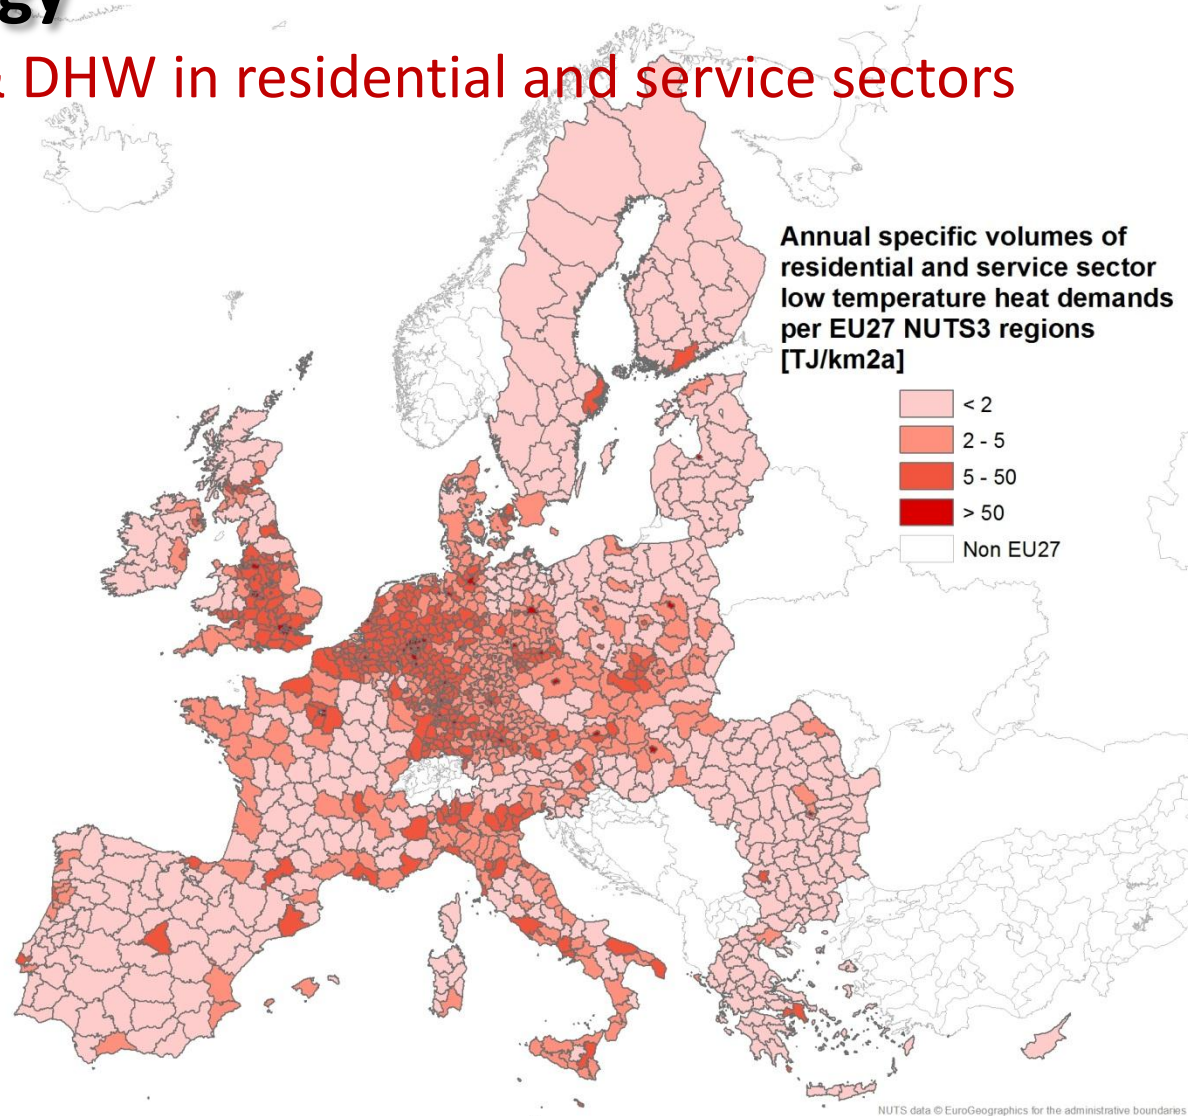 gy
& DHW in residential and service sectors
Annual specific volumes of
residential and service sector
low temperature heat demands
per EU27 NUTS3 regions
[TJ/km2a]
< 2
2 - 5
5 - 50
> 50
Non EU27
NUTS data © EuroGeographics for the administrative boundaries